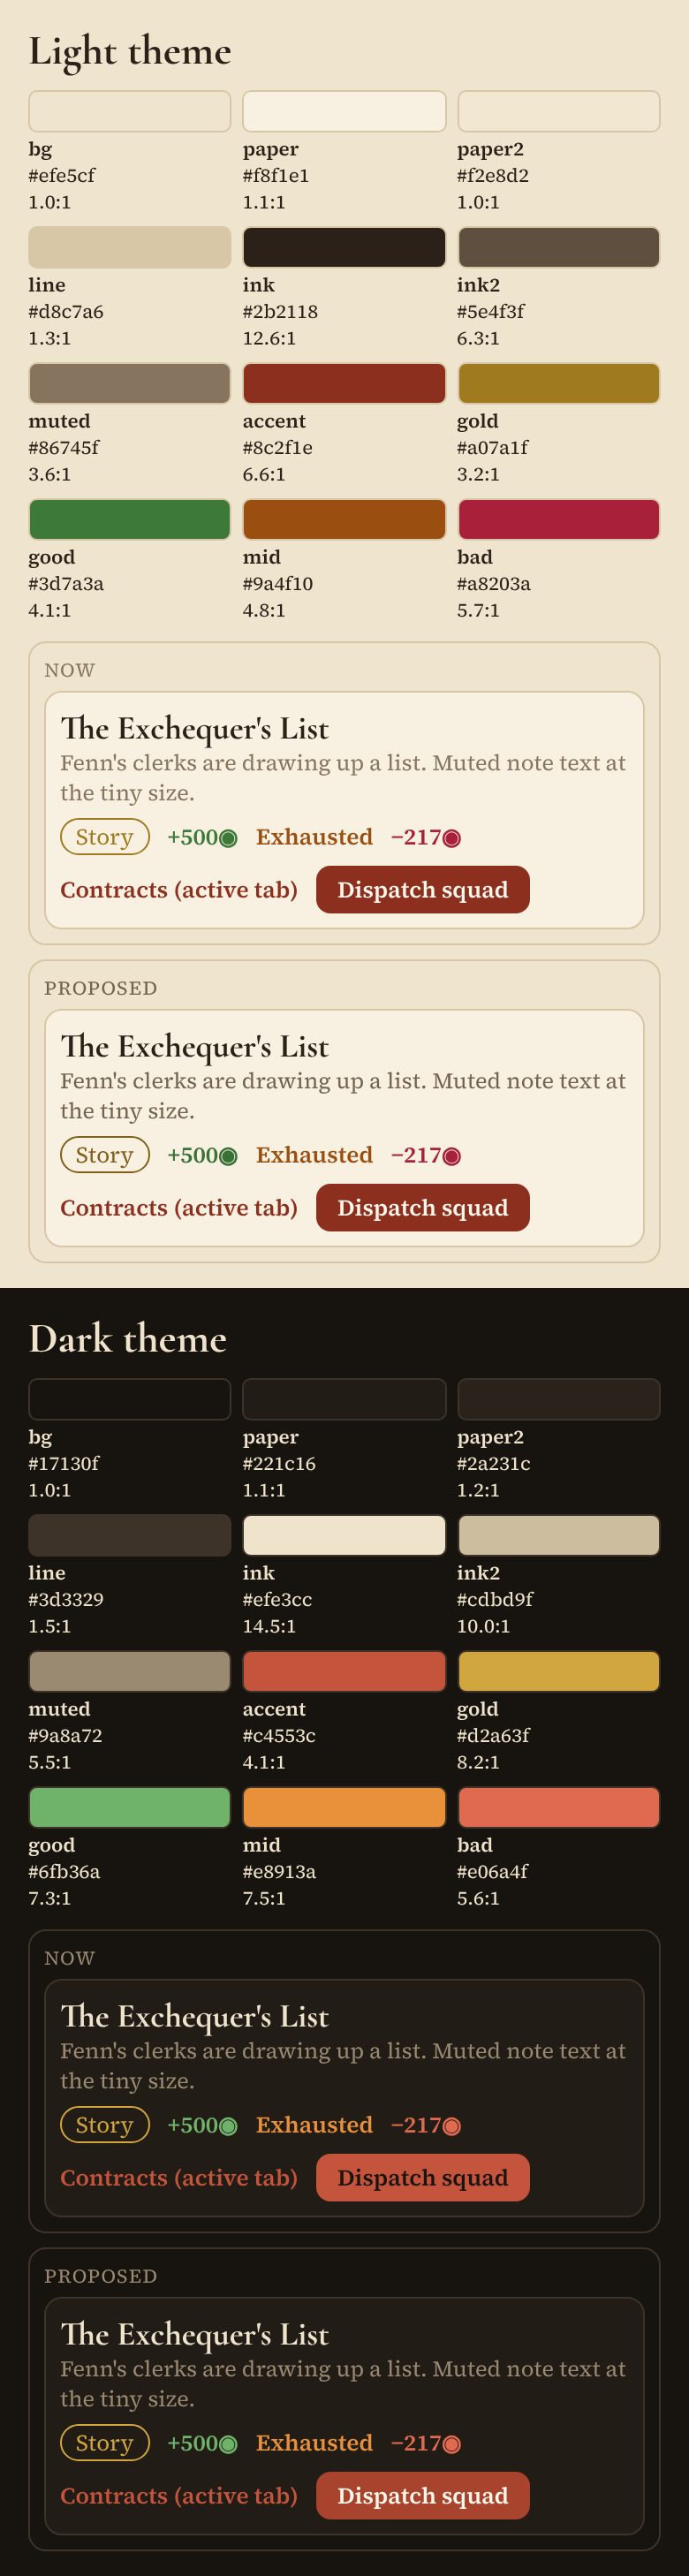 Light theme
bg paper paper2
#efe5cf #f8f1e1 #f2e8d2
1.0:1 1.1:1 1.0:1
line ink ink2
#d8c7a6 #2b2118 #5e4f3f
1.3:1 12.6:1 6.3:1
muted accent gold
#86745f #8c2f1e #a07a1f
3.6:1 6.6:1 3.2:1
good mid bad
#3d7a3a #9a4f10 #a8203a
4.1:1 4.8:1 5.7:1
NOW
The Exchequer's List
Fenn's clerks are drawing up a list. Muted note text at
the tiny size.
Story +500◉ Exhausted −217◉
Contracts (active tab) Dispatch squad
PROPOSED
The Exchequer's List
Fenn's clerks are drawing up a list. Muted note text at
the tiny size.
Story +500◉ Exhausted −217◉
Contracts (active tab) Dispatch squad
Dark theme
bg paper paper2
#17130f #221c16 #2a231c
1.0:1 1.1:1 1.2:1
line ink ink2
#3d3329 #efe3cc #cdbd9f
1.5:1 14.5:1 10.0:1
muted accent gold
#9a8a72 #c4553c #d2a63f
5.5:1 4.1:1 8.2:1
good mid bad
#6fb36a #e8913a #e06a4f
7.3:1 7.5:1 5.6:1
NOW
The Exchequer's List
Fenn's clerks are drawing up a list. Muted note text at
the tiny size.
Story +500◉ Exhausted −217◉
Contracts (active tab) Dispatch squad
PROPOSED
The Exchequer's List
Fenn's clerks are drawing up a list. Muted note text at
the tiny size.
Story +500◉ Exhausted −217◉
Contracts (active tab) Dispatch squad